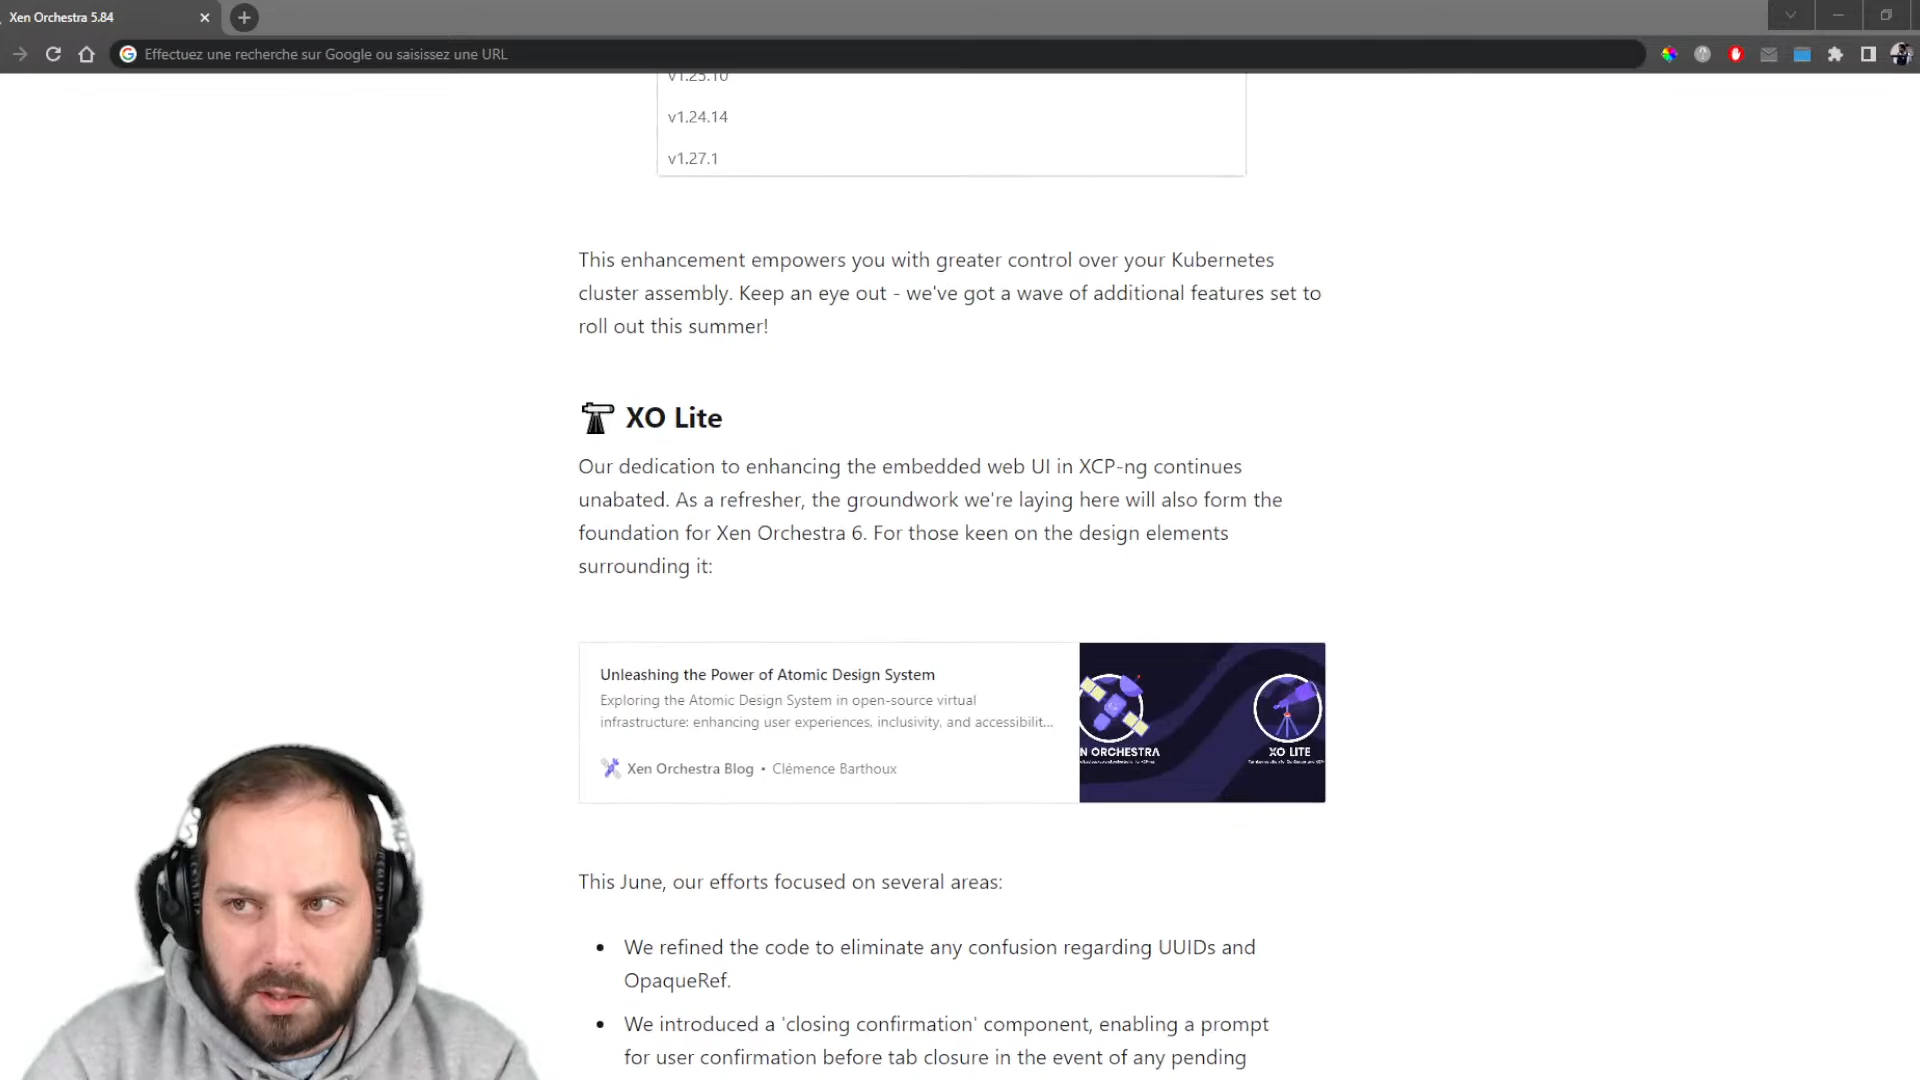 Xen Orchestra 5.84
Effectuez une recherche sur Google ou saisissez une URL
v1.25.10
v1.24.14
v1.27.1
This enhancement empowers you with greater control over your Kubernetes
cluster assembly. Keep an eye out - we've got a wave of additional features set to
roll out this summer!
XO Lite
Our dedication to enhancing the embedded web UI in XCP-ng continues
unabated. As a refresher, the groundwork we're laying here will also form the
foundation for Xen Orchestra 6. For those keen on the design elements
surrounding it:
Unleashing the Power of Atomic Design System
Exploring the Atomic Design System in open-source virtual
infrastructure: enhancing user experiences, inclusivity, and accessibilit...
Xen Orchestra Blog • Clémence Barthoux
N ORCHESTRA
XO LITE
This June, our efforts focused on several areas:
• We refined the code to eliminate any confusion regarding UUIDs and
OpaqueRef.
• We introduced a 'closing confirmation' component, enabling a prompt
for user confirmation before tab closure in the event of any pending